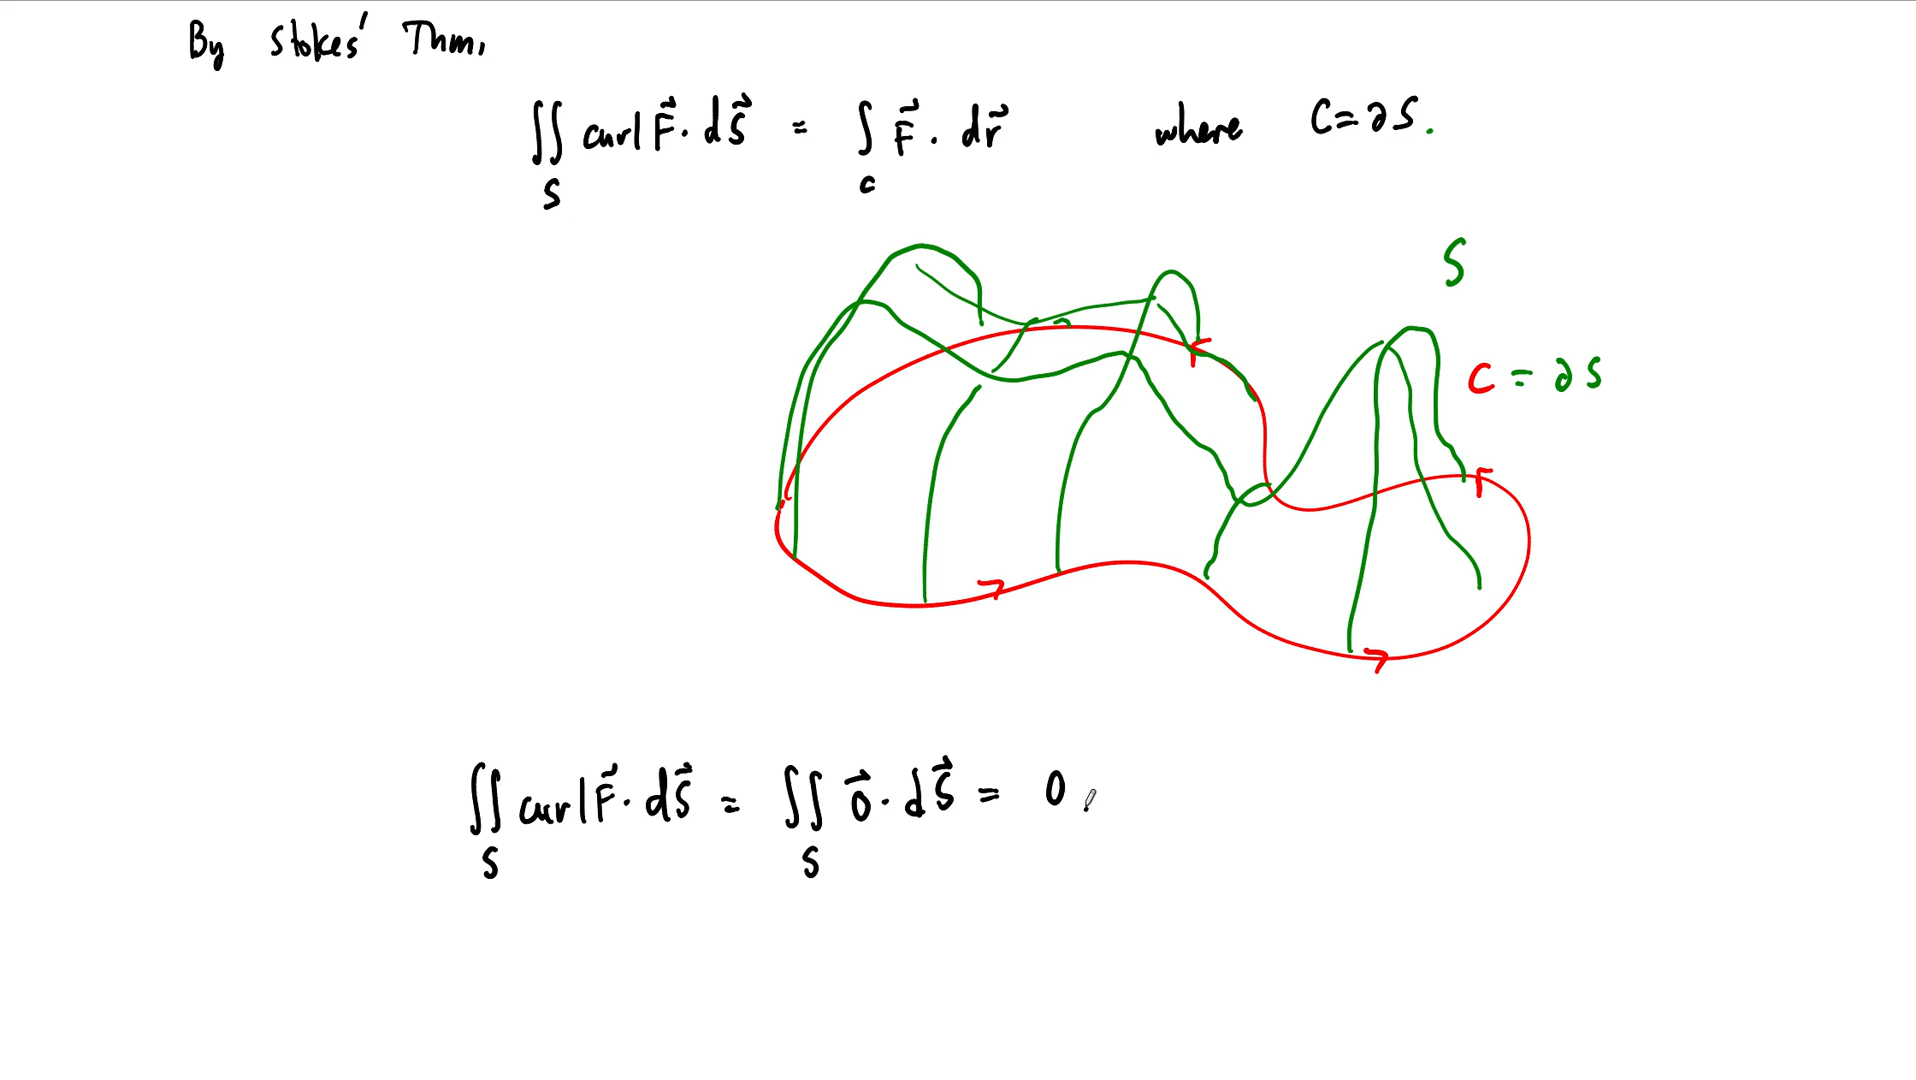 By Stokes' Thm,
∬_S curl F⃗ · dS⃗ = ∫_C F⃗ · dr⃗ where C = ∂S.
S
C = ∂S
∬_S curl F⃗ · dS⃗ = ∬_S 0⃗ · dS⃗ = 0